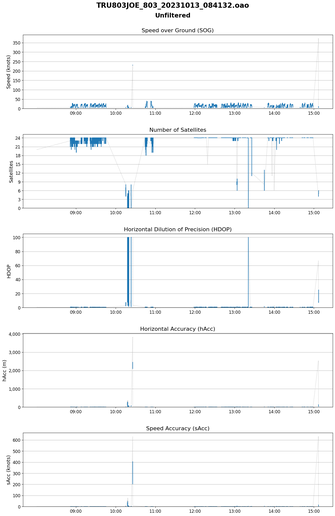 TRU803JOE_803_20231013_084132.oao
Unfiltered
Speed over Ground (SOG)
Speed (knots)
350
300
250
200
150
100
50
0
09:00 10:00 11:00 12:00 13:00 14:00 15:00
Number of Satellites
Satellites
24
21
18
15
12
9
6
3
0
09:00 10:00 11:00 12:00 13:00 14:00 15:00
Horizontal Dilution of Precision (HDOP)
HDOP
100
80
60
40
20
0
09:00 10:00 11:00 12:00 13:00 14:00 15:00
Horizontal Accuracy (hAcc)
hAcc (m)
4,000
3,000
2,000
1,000
0
09:00 10:00 11:00 12:00 13:00 14:00 15:00
Speed Accuracy (sAcc)
sAcc (knots)
600
500
400
300
200
100
0
09:00 10:00 11:00 12:00 13:00 14:00 15:00